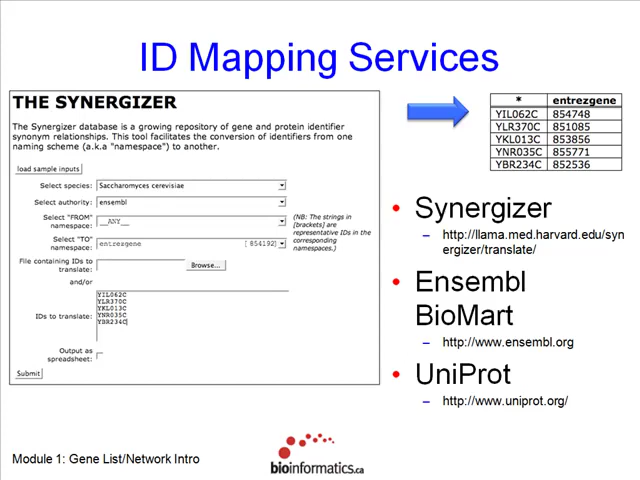 ID Mapping Services
THE SYNERGIZER
The Synergizer database is a growing repository of gene and protein identifier
synonym relationships. This tool facilitates the conversion of identifiers from one
naming scheme (a.k.a "namespace") to another.
load sample inputs
Select species: Saccharomyces cerevisiae
Select authority: ensembl
Select "FROM"
namespace: __ANY__
Select "TO"
namespace: entrezgene [ 854192]
(NB: The strings in
[brackets] are
representative IDs in the
corresponding
namespaces.)
File containing IDs to
translate: Browse...
and/or
IDs to translate:
YIL062C
YLR370C
YKL013C
YNR035C
YBR234C
Output as
spreadsheet:
Submit
* entrezgene
YIL062C 854748
YLR370C 851085
YKL013C 853856
YNR035C 855771
YBR234C 852536
• Synergizer
– http://llama.med.harvard.edu/syn
ergizer/translate/
• Ensembl
BioMart
– http://www.ensembl.org
• UniProt
– http://www.uniprot.org/
Module 1: Gene List/Network Intro
bioinformatics.ca